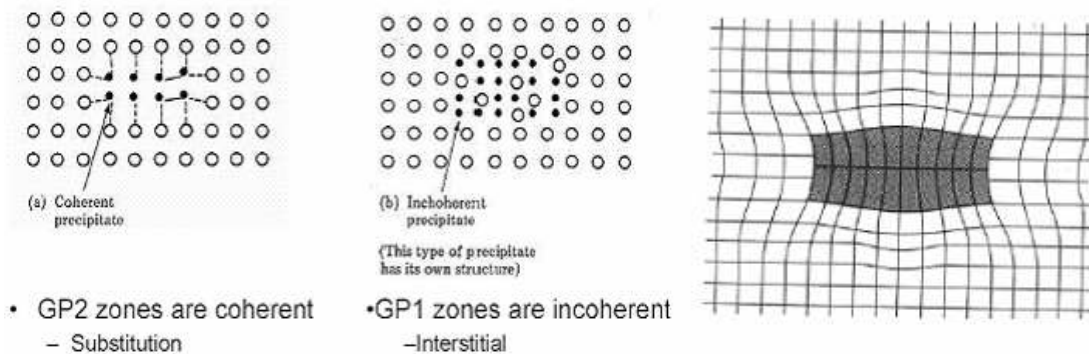 (a) Coherent
precipitate
(b) Inchoherent
precipitate
(This type of precipitate
has its own structure)
• GP2 zones are coherent
– Substitution
•GP1 zones are incoherent
–Interstitial